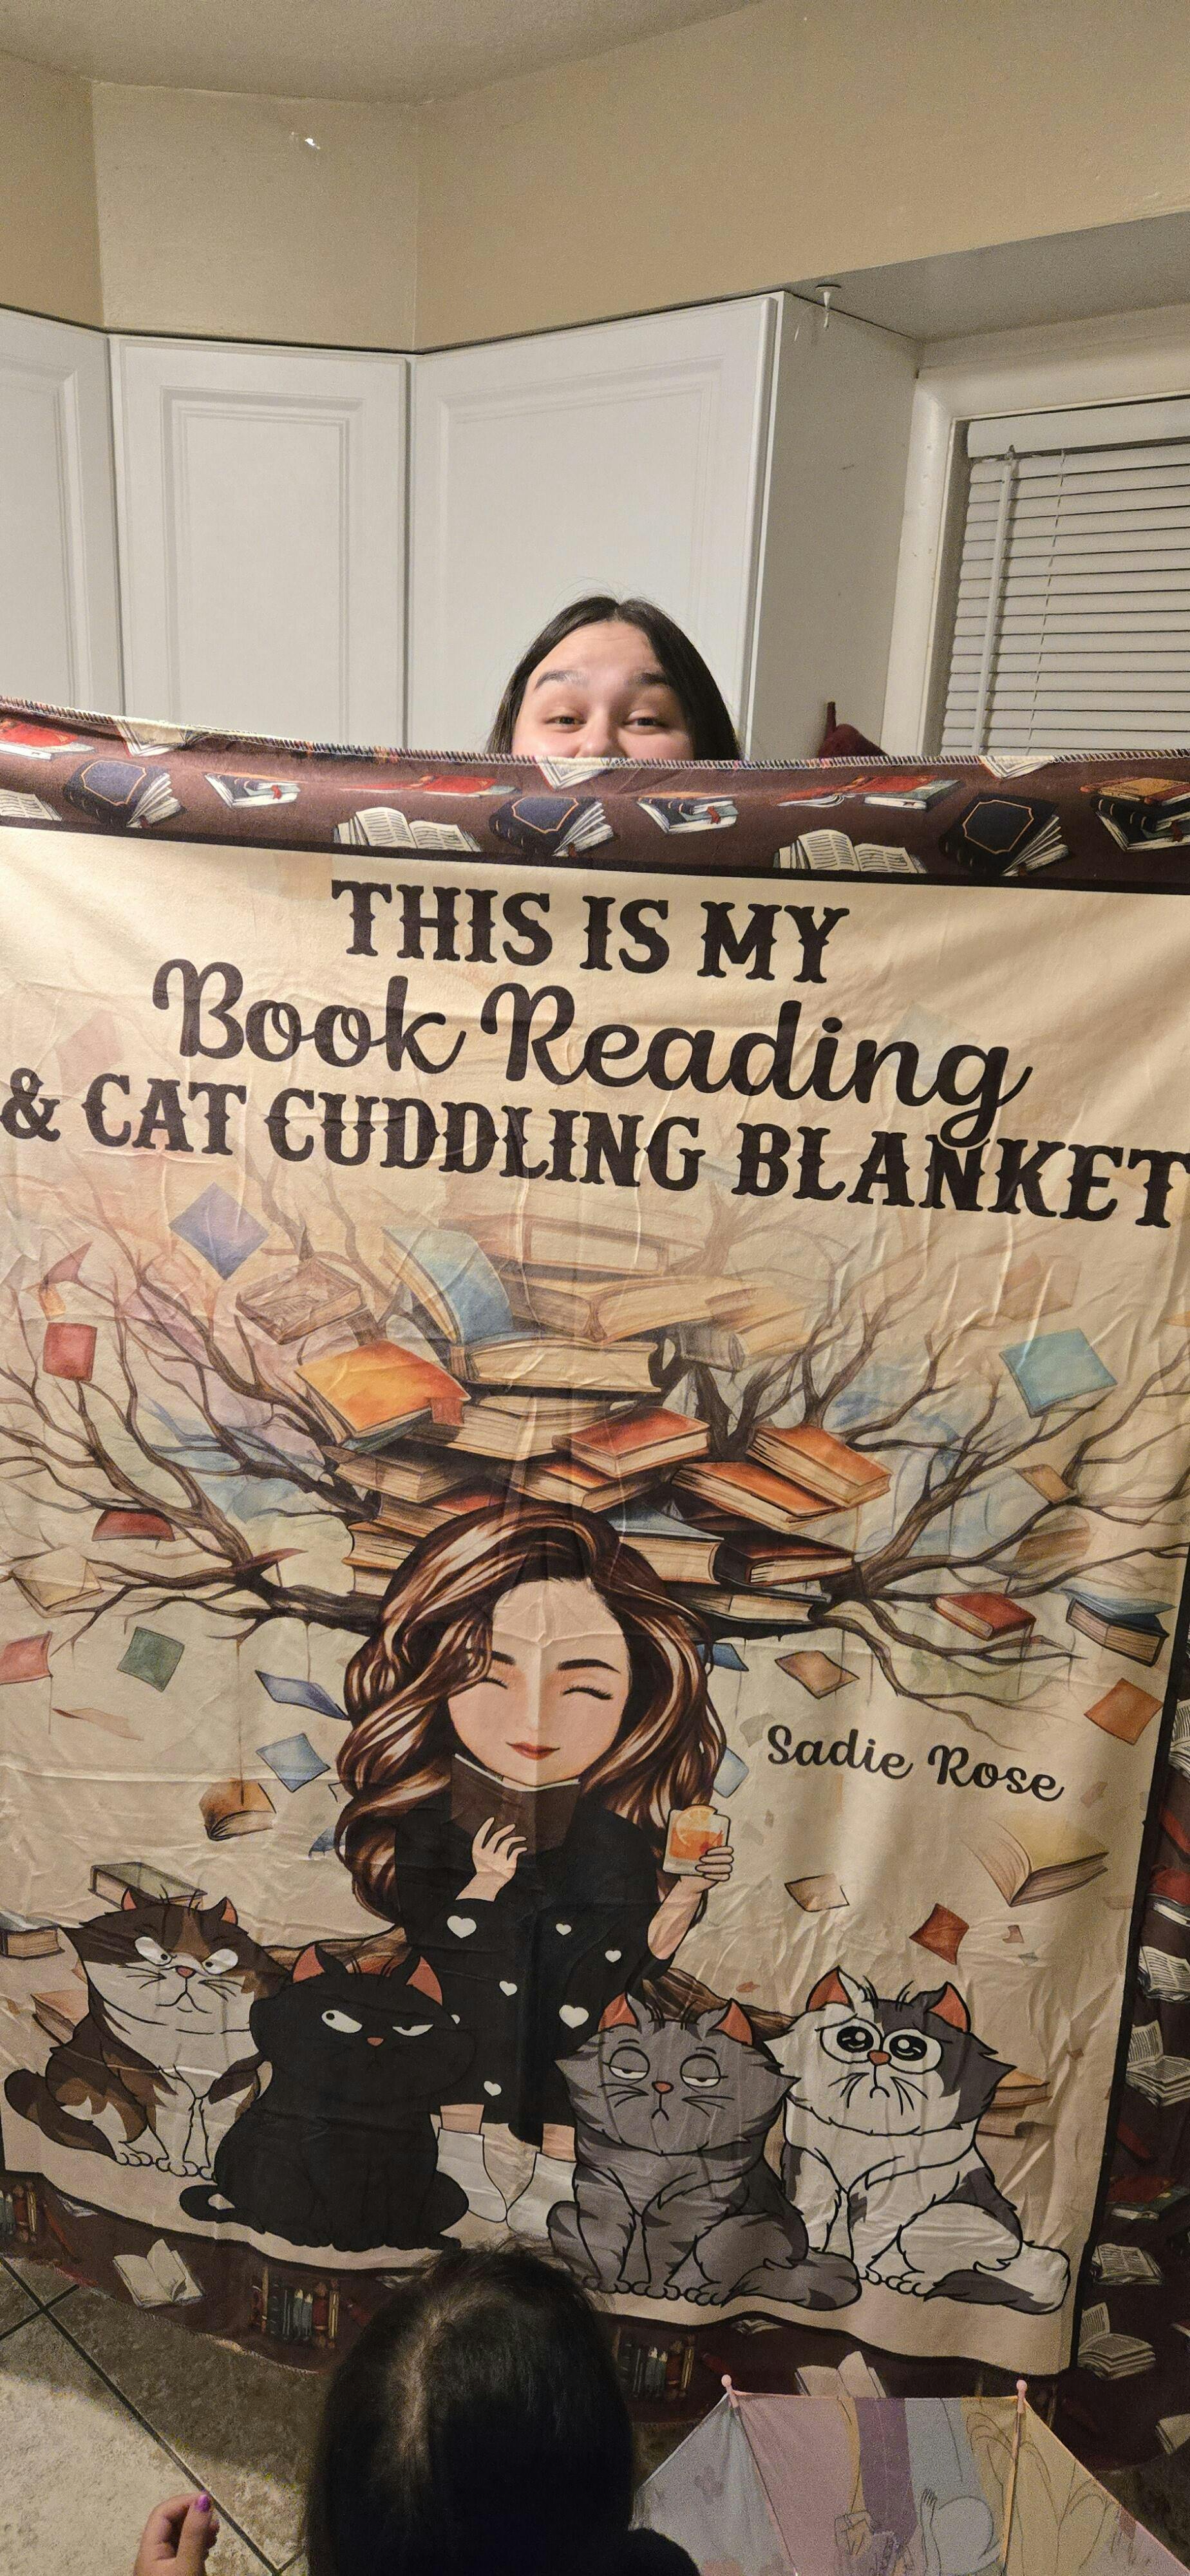 THIS IS MY
Book Reading
& CAT CUDDLING BLANKET
Sadie Rose